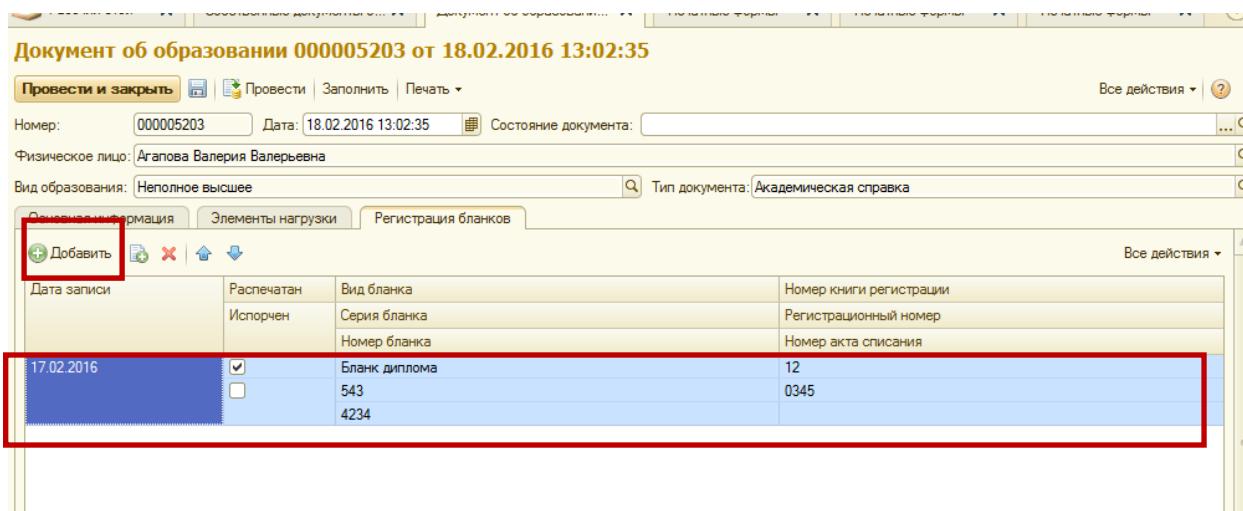 Документ об образовании 000005203 от 18.02.2016 13:02:35
Провести и закрыть Провести Заполнить Печать Все действия
Номер: 000005203 Дата: 18.02.2016 13:02:35 Состояние документа: ...
Физическое лицо: Агапова Валерия Валерьевна
Вид образования: Неполное высшее Тип документа: Академическая справка
Основная информация Элементы нагрузки Регистрация бланков
Добавить Все действия
Дата записи Распечатан Вид бланка Номер книги регистрации
Испорчен Серия бланка Регистрационный номер
Номер бланка Номер акта списания
17.02.2016 Бланк диплома 12
543 0345
4234